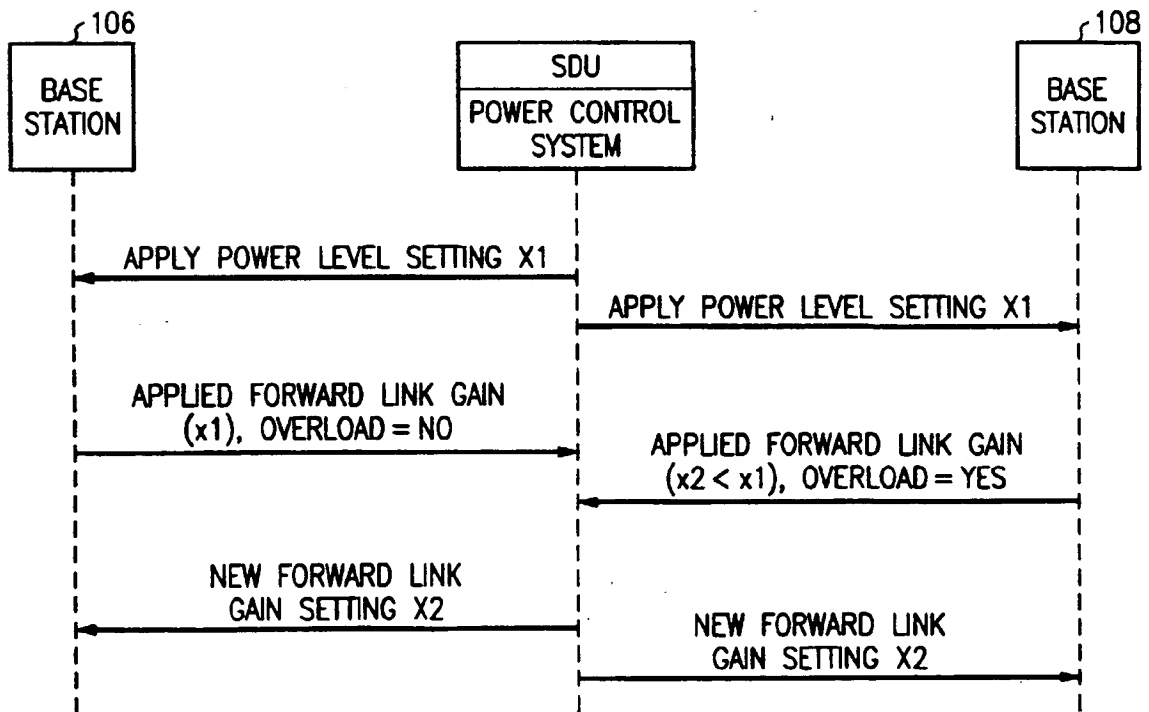 106
BASE
STATION
SDU
POWER CONTROL
SYSTEM
108
BASE
STATION
APPLY POWER LEVEL SETTING X1
APPLY POWER LEVEL SETTING X1
APPLIED FORWARD LINK GAIN
(x1), OVERLOAD = NO
APPLIED FORWARD LINK GAIN
(x2 < x1), OVERLOAD = YES
NEW FORWARD LINK
GAIN SETTING X2
NEW FORWARD LINK
GAIN SETTING X2